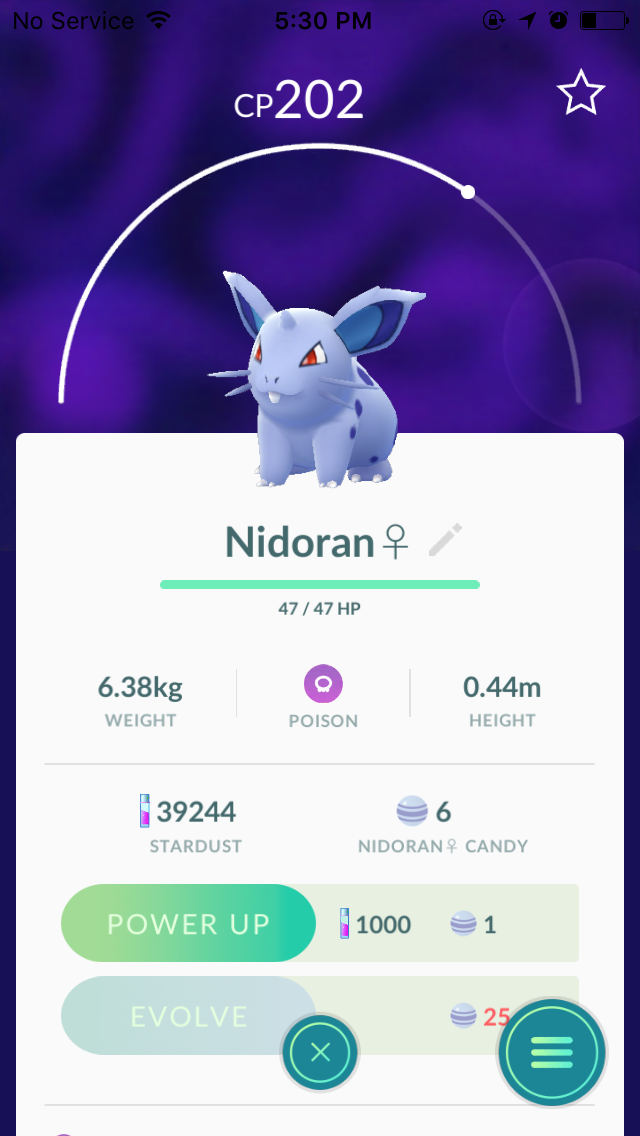 No Service 5:30 PM
CP202
Nidoran♀
47 / 47 HP
6.38kg 0.44m
WEIGHT POISON HEIGHT
39244 6
STARDUST NIDORAN♀ CANDY
POWER UP 1000 1
EVOLVE 25